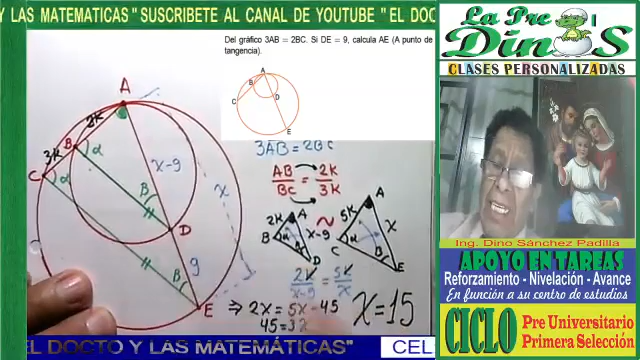 Y LAS MATEMATICAS "SUSCRIBETE AL CANAL DE YOUTUBE "EL DOC
La Pre
DinoS
CLASES PERSONALIZADAS
Del gráfico 3AB = 2BC. Si DE = 9, calcula AE (A punto de
tangencia).
A
B
C
D
E
A
2k
B
3k
C
α
α
x-9
x
B
D
9
B
E
3AB = 2BC
AB/BC = 2k/3k
2k
A
B
α
x-9
D
~
5k
A
x
C
α
B
E
2k/x-9 = 5k/x
⇒ 2x = 5x - 45
45=3x
x=15
Ing. Dino Sánchez Padilla
APOYO EN TAREAS
Reforzamiento - Nivelación - Avance
En función a su centro de estudios
CICLO Pre Universitario
Primera Selección
EL DOCTO Y LAS MATEMÁTICAS"
CEL